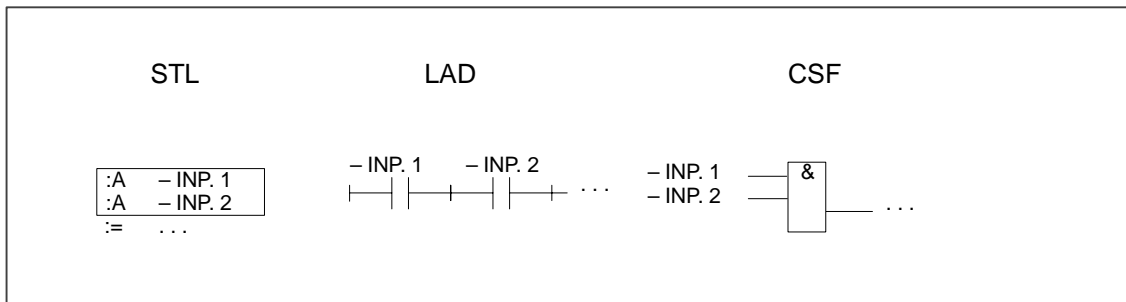 STL LAD CSF
:A – INP. 1
:A – INP. 2
:= . . .
– INP. 1 – INP. 2
. . .
– INP. 1
– INP. 2
&
. . .